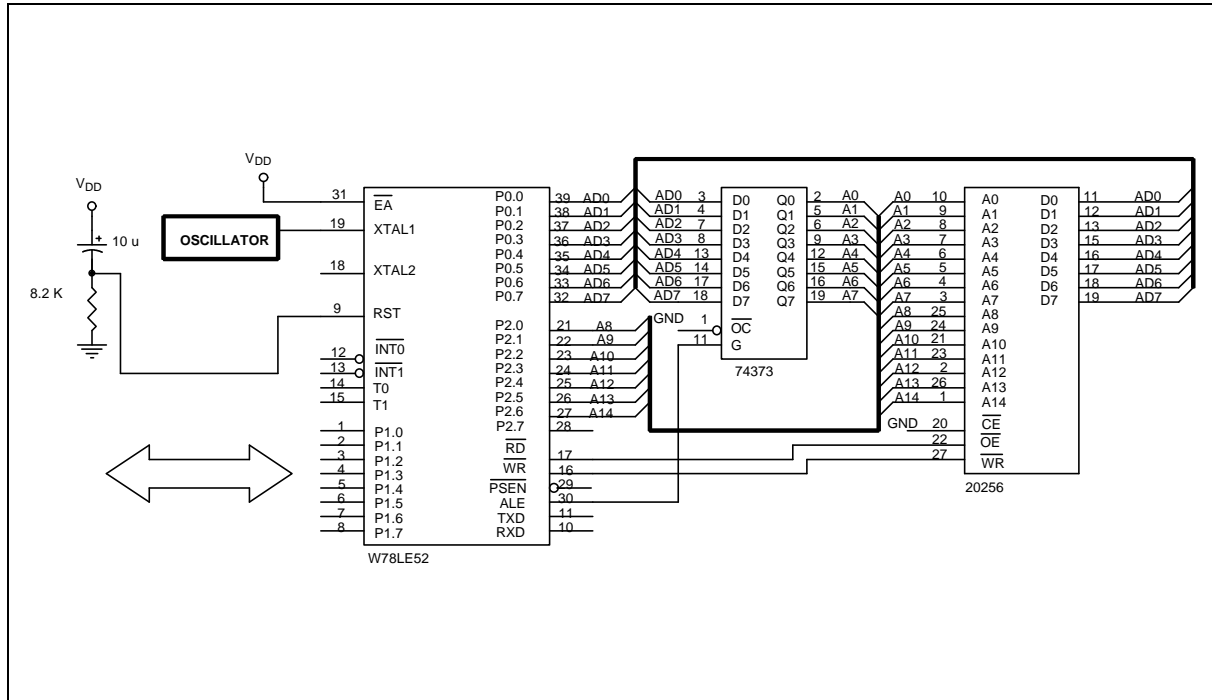 VDD
VDD
10 u
8.2 K
OSCILLATOR
31 EA
19 XTAL1
18 XTAL2
9 RST
12 INT0
13 INT1
14 T0
15 T1
1 P1.0
2 P1.1
3 P1.2
4 P1.3
5 P1.4
6 P1.5
7 P1.6
8 P1.7
P0.0 39 AD0
P0.1 38 AD1
P0.2 37 AD2
P0.3 36 AD3
P0.4 35 AD4
P0.5 34 AD5
P0.6 33 AD6
P0.7 32 AD7
P2.0 21 A8
P2.1 22 A9
P2.2 23 A10
P2.3 24 A11
P2.4 25 A12
P2.5 26 A13
P2.6 27 A14
P2.7 28
RD 17
WR 16
PSEN 29
ALE 30
TXD 11
RXD 10
W78LE52
AD0 3 D0 Q0 2 A0
AD1 4 D1 Q1 5 A1
AD2 7 D2 Q2 6 A2
AD3 8 D3 Q3 9 A3
AD4 13 D4 Q4 12 A4
AD5 14 D5 Q5 15 A5
AD6 17 D6 Q6 16 A6
AD7 18 D7 Q7 19 A7
GND 1 OC
11 G
74373
A0 10 A0 D0 11 AD0
A1 9 A1 D1 12 AD1
A2 8 A2 D2 13 AD2
A3 7 A3 D3 15 AD3
A4 6 A4 D4 16 AD4
A5 5 A5 D5 17 AD5
A6 4 A6 D6 18 AD6
A7 3 A7 D7 19 AD7
A8 25 A8
A9 24 A9
A10 21 A10
A11 23 A11
A12 2 A12
A13 26 A13
A14 1 A14
GND 20 CE
22 OE
27 WR
20256